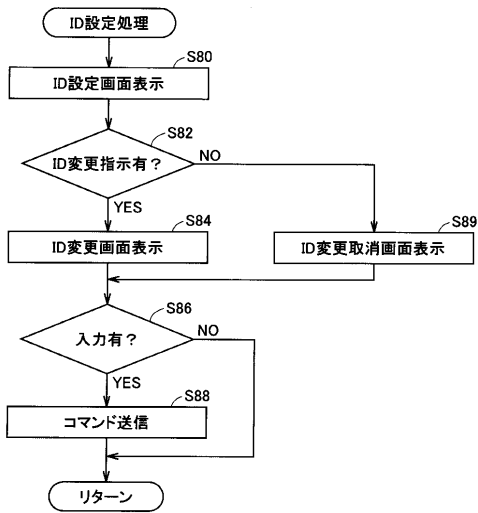 ID設定処理
S80
ID設定画面表示
S82
ID変更指示有？
NO
YES
S84
ID変更画面表示
S89
ID変更取消画面表示
S86
入力有？
NO
YES
S88
コマンド送信
リターン